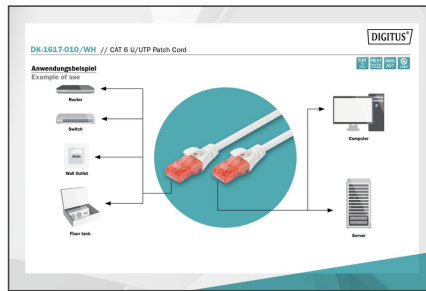 DIGITUS®
DK-1617-010/WH // CAT 6 U/UTP Patch Cord
Anwendungsbeispiel
Example of use
Router
Switch
Wall Outlet
Floor tank
Computer
Server